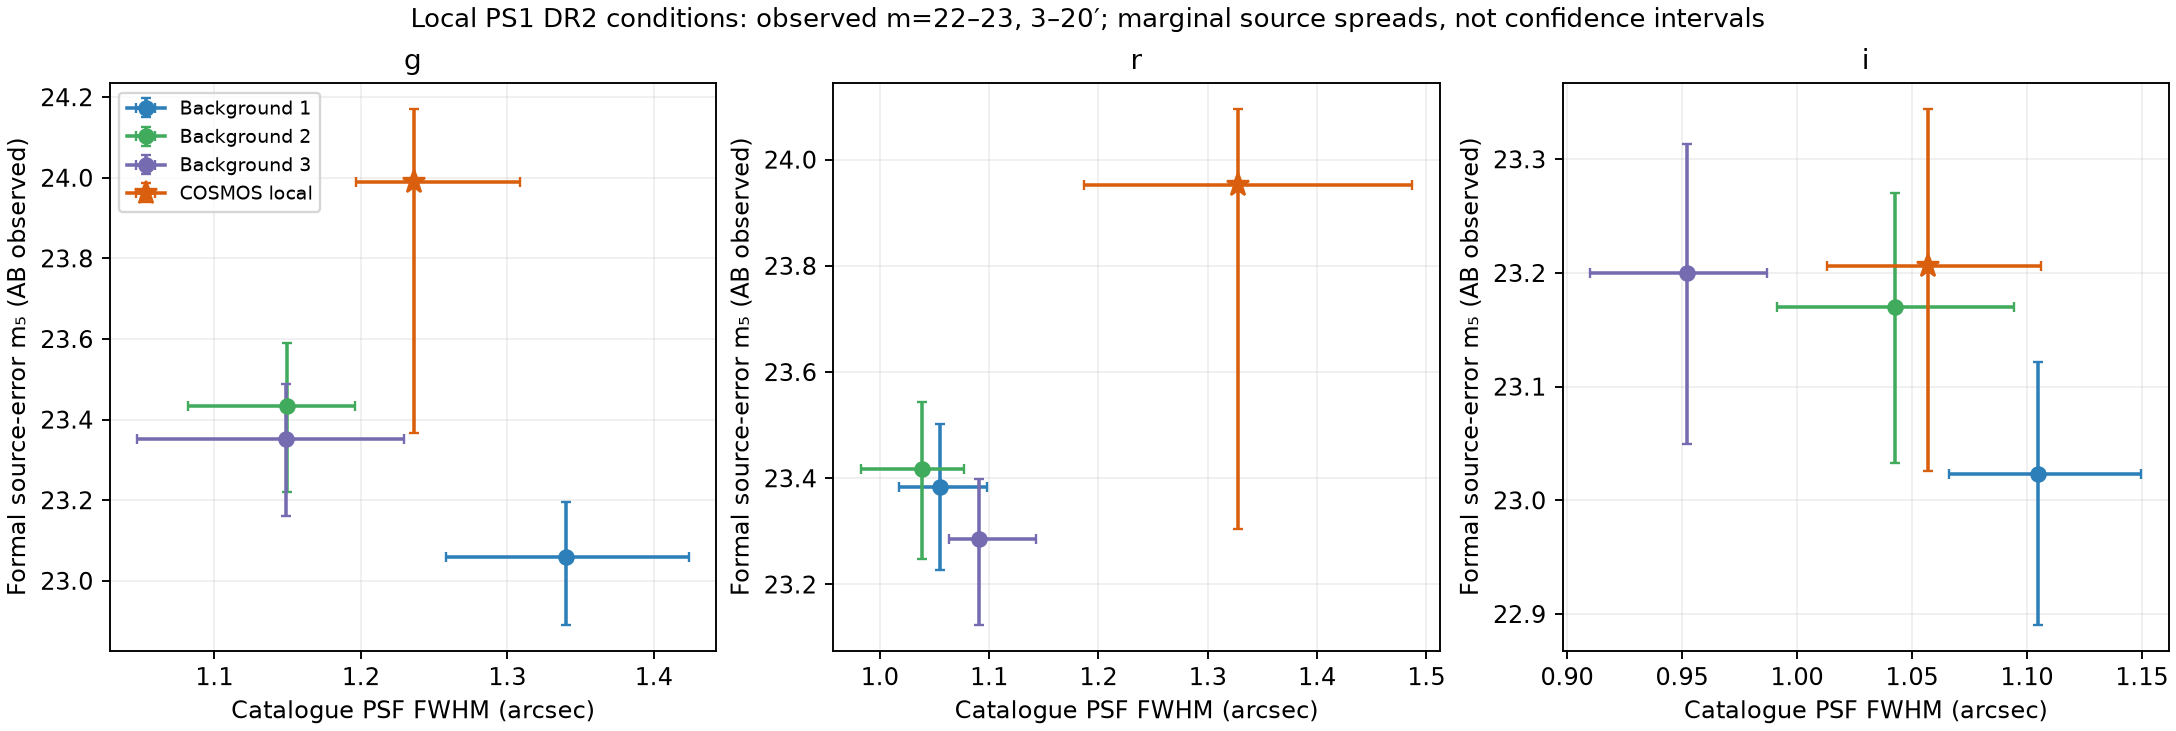 Local PS1 DR2 conditions: observed m=22–23, 3–20′; marginal source spreads, not confidence intervals
g
Formal source-error m₅ (AB observed)
24.2
24.0
23.8
23.6
23.4
23.2
23.0
Background 1
Background 2
Background 3
COSMOS local
1.1
1.2
1.3
1.4
Catalogue PSF FWHM (arcsec)
r
Formal source-error m₅ (AB observed)
24.0
23.8
23.6
23.4
23.2
1.0
1.1
1.2
1.3
1.4
1.5
Catalogue PSF FWHM (arcsec)
i
Formal source-error m₅ (AB observed)
23.3
23.2
23.1
23.0
22.9
0.90
0.95
1.00
1.05
1.10
1.15
Catalogue PSF FWHM (arcsec)